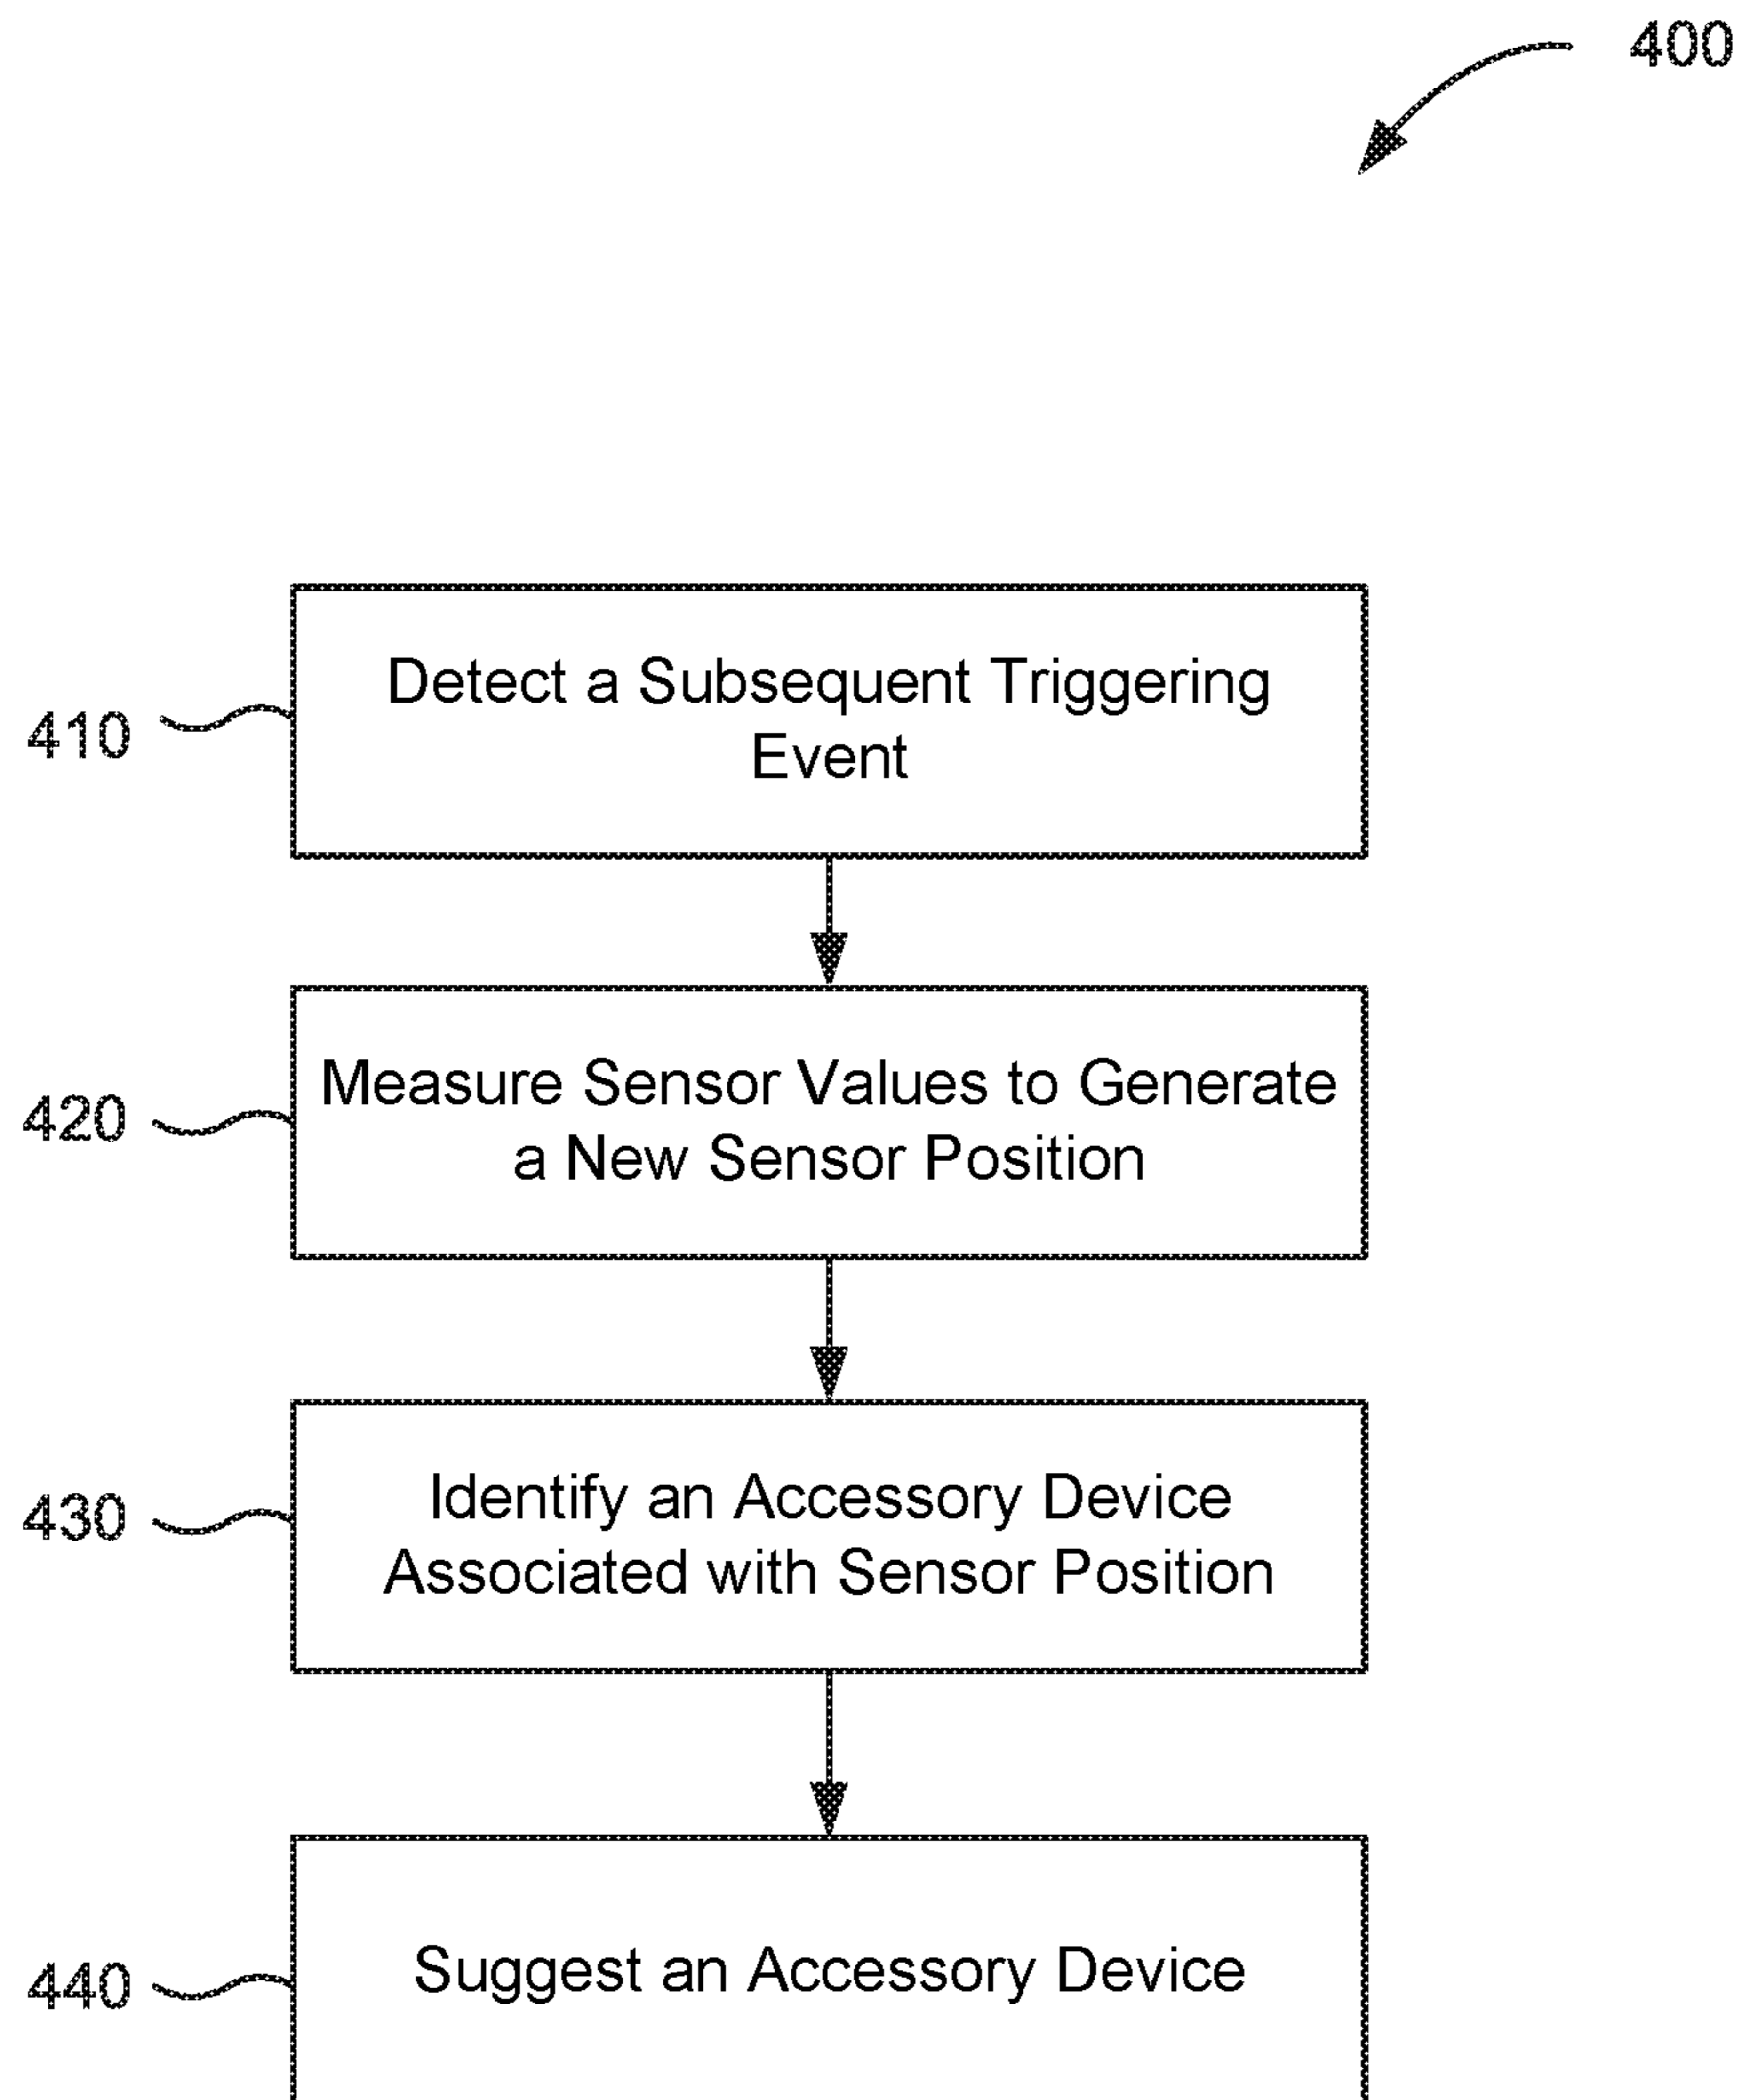 400
410
Detect a Subsequent Triggering
Event
420
Measure Sensor Values to Generate
a New Sensor Position
430
Identify an Accessory Device
Associated with Sensor Position
440
Suggest an Accessory Device